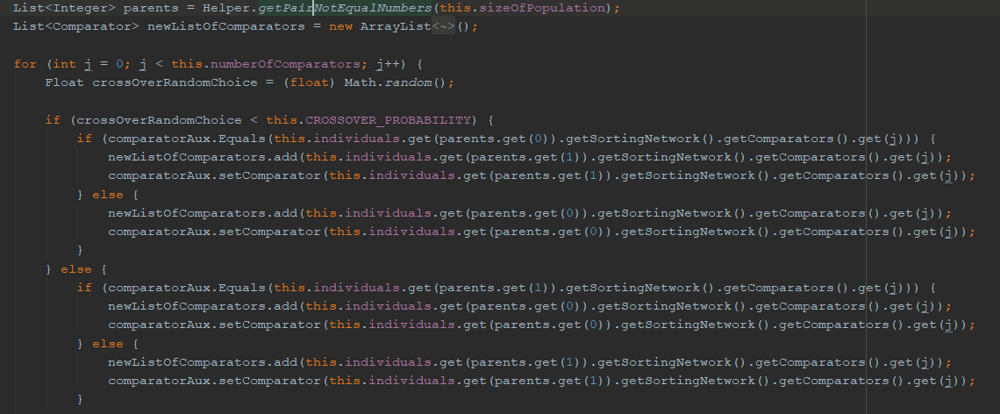 List<Integer> parents = Helper.getPairNotEqualNumbers(this.sizeOfPopulation);
List<Comparator> newListOfComparators = new ArrayList<~>();
for (int j = 0; j < this.numberOfComparators; j++) {
Float crossOverRandomChoice = (float) Math.random();
if (crossOverRandomChoice < this.CROSSOVER_PROBABILITY) {
if (comparatorAux.Equals(this.individuals.get(parents.get(0)).getSortingNetwork().getComparators().get(j))) {
newListOfComparators.add(this.individuals.get(parents.get(1)).getSortingNetwork().getComparators().get(j));
comparatorAux.setComparator(this.individuals.get(parents.get(1)).getSortingNetwork().getComparators().get(j));
} else {
newListOfComparators.add(this.individuals.get(parents.get(0)).getSortingNetwork().getComparators().get(j));
comparatorAux.setComparator(this.individuals.get(parents.get(0)).getSortingNetwork().getComparators().get(j));
}
} else {
if (comparatorAux.Equals(this.individuals.get(parents.get(1)).getSortingNetwork().getComparators().get(j))) {
newListOfComparators.add(this.individuals.get(parents.get(0)).getSortingNetwork().getComparators().get(j));
comparatorAux.setComparator(this.individuals.get(parents.get(0)).getSortingNetwork().getComparators().get(j));
} else {
newListOfComparators.add(this.individuals.get(parents.get(1)).getSortingNetwork().getComparators().get(j));
comparatorAux.setComparator(this.individuals.get(parents.get(1)).getSortingNetwork().getComparators().get(j));
}